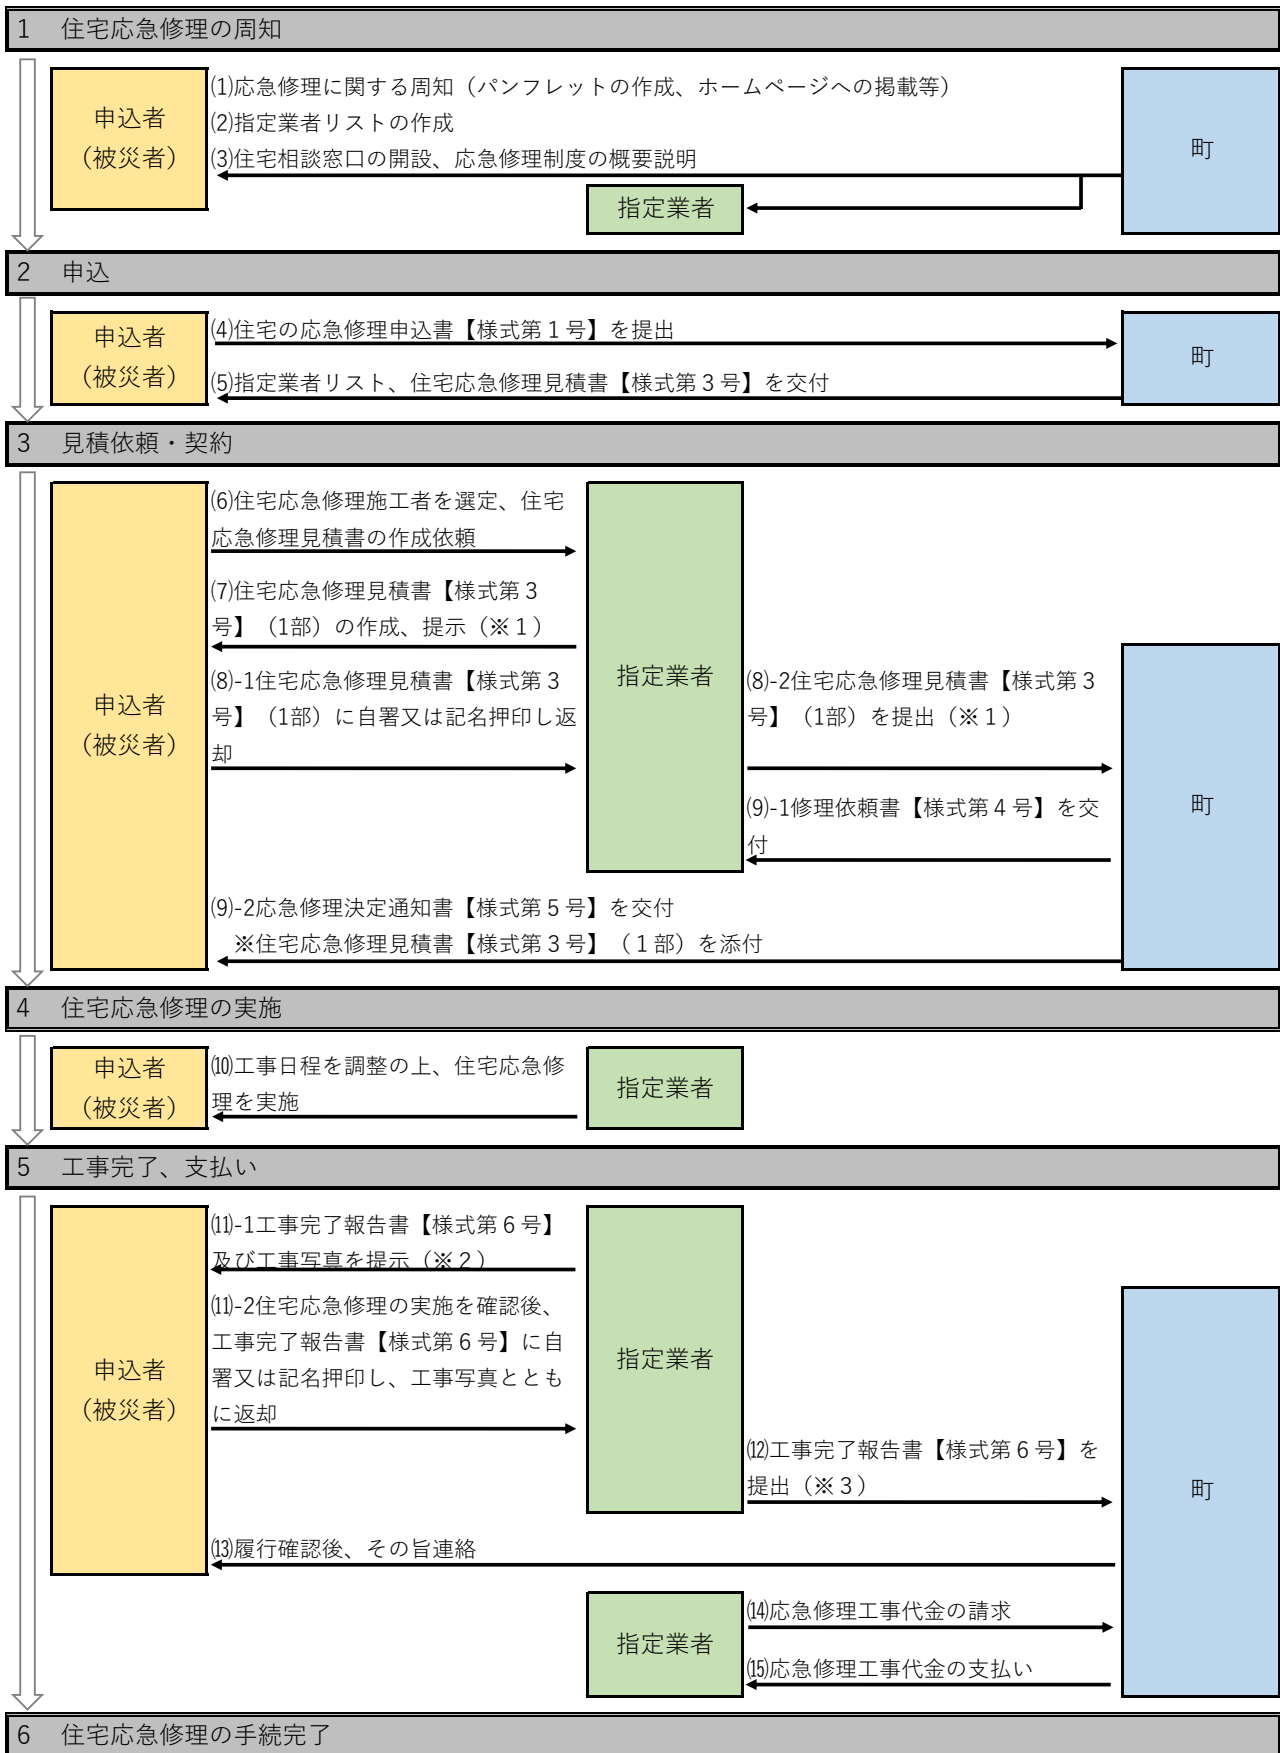 1　住宅応急修理の周知
申込者
（被災者）
⑴応急修理に関する周知（パンフレットの作成、ホームページへの掲載等）
⑵指定業者リストの作成
⑶住宅相談窓口の開設、応急修理制度の概要説明
指定業者
町
2　申込
申込者
（被災者）
⑷住宅の応急修理申込書【様式第１号】を提出
⑸指定業者リスト、住宅応急修理見積書【様式第３号】を交付
町
3　見積依頼・契約
申込者
（被災者）
⑹住宅応急修理施工者を選定、住宅
応急修理見積書の作成依頼
⑺住宅応急修理見積書【様式第３
号】（1部）の作成、提示（※１）
⑻-1住宅応急修理見積書【様式第３
号】（1部）に自署又は記名押印し返
却
指定業者
⑻-2住宅応急修理見積書【様式第３
号】（1部）を提出（※１）
⑼-1修理依頼書【様式第４号】を交
付
町
⑼-2応急修理決定通知書【様式第５号】を交付
※住宅応急修理見積書【様式第３号】（１部）を添付
4　住宅応急修理の実施
申込者
（被災者）
⑽工事日程を調整の上、住宅応急修
理を実施
指定業者
5　工事完了、支払い
申込者
（被災者）
⑾-1工事完了報告書【様式第６号】
及び工事写真を提示（※２）
⑾-2住宅応急修理の実施を確認後、
工事完了報告書【様式第６号】に自
署又は記名押印し、工事写真ととも
に返却
指定業者
⑿工事完了報告書【様式第６号】を
提出（※３）
町
⒀履行確認後、その旨連絡
指定業者
⒁応急修理工事代金の請求
⒂応急修理工事代金の支払い
6　住宅応急修理の手続完了